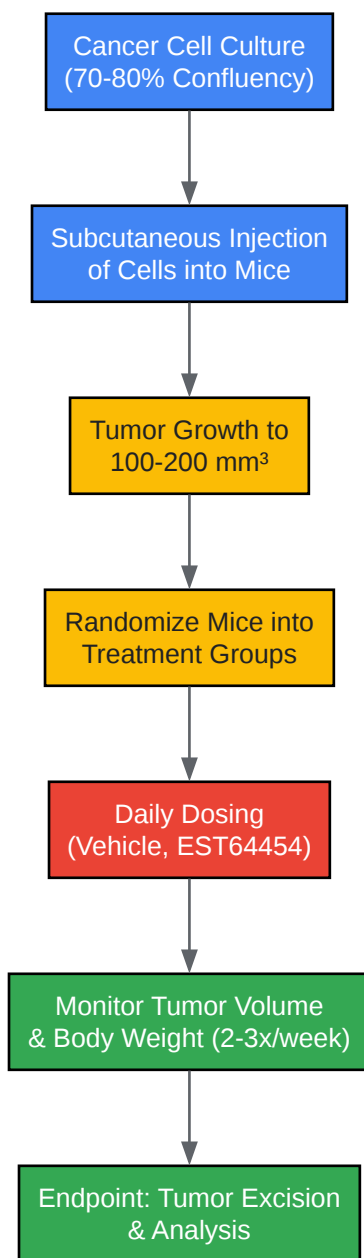 Cancer Cell Culture
(70-80% Confluency)
Subcutaneous Injection
of Cells into Mice
Tumor Growth to
100-200 mm³
Randomize Mice into
Treatment Groups
Daily Dosing
(Vehicle, EST64454)
Monitor Tumor Volume
& Body Weight (2-3x/week)
Endpoint: Tumor Excision
& Analysis